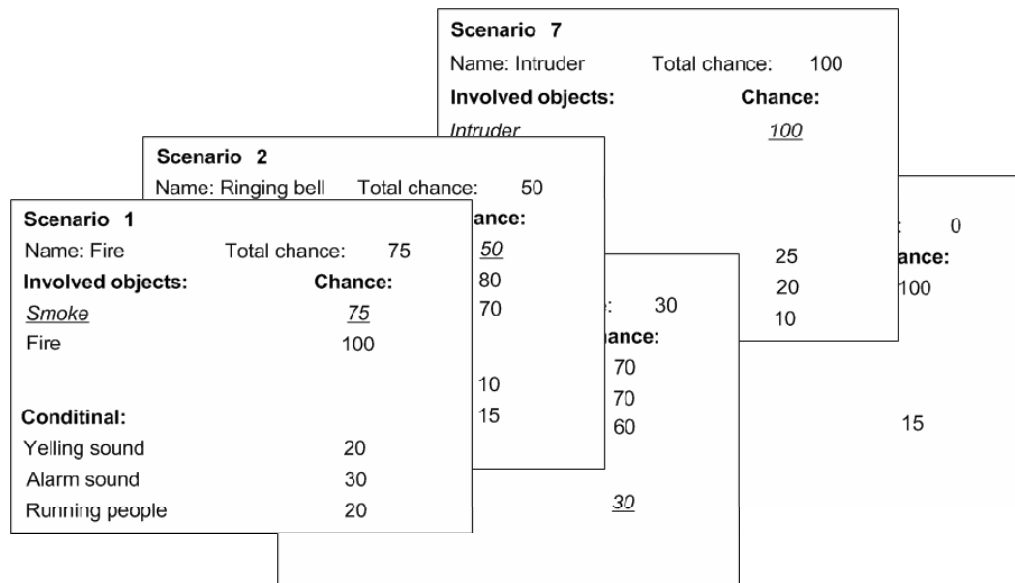 Scenario 7
Name: Intruder Total chance: 100
Involved objects: Chance:
Intruder 100
25
20
10
Scenario 2
Name: Ringing bell Total chance: 50
ance:
50
80
70
10
15
Scenario 1
Name: Fire Total chance: 75
Involved objects: Chance:
Smoke 75
Fire 100
Conditinal:
Yelling sound 20
Alarm sound 30
Running people 20
: 30
ance:
70
70
60
30
: 0
ance:
100
15